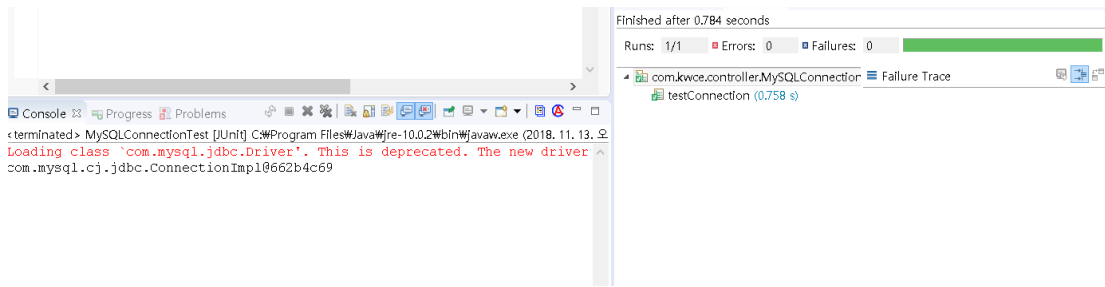 Console
Progress
Problems
<terminated> MySQLConnectionTest [JUnit] C:\Program Files\Java\jre-10.0.2\bin\javaw.exe (2018. 11. 13. 오
Loading class `com.mysql.jdbc.Driver'. This is deprecated. The new driver
com.mysql.cj.jdbc.ConnectionImpl@662b4c69
Finished after 0.784 seconds
Runs: 1/1 Errors: 0 Failures: 0
com.kwce.controller.MySQLConnection
Failure Trace
testConnection (0.758 s)